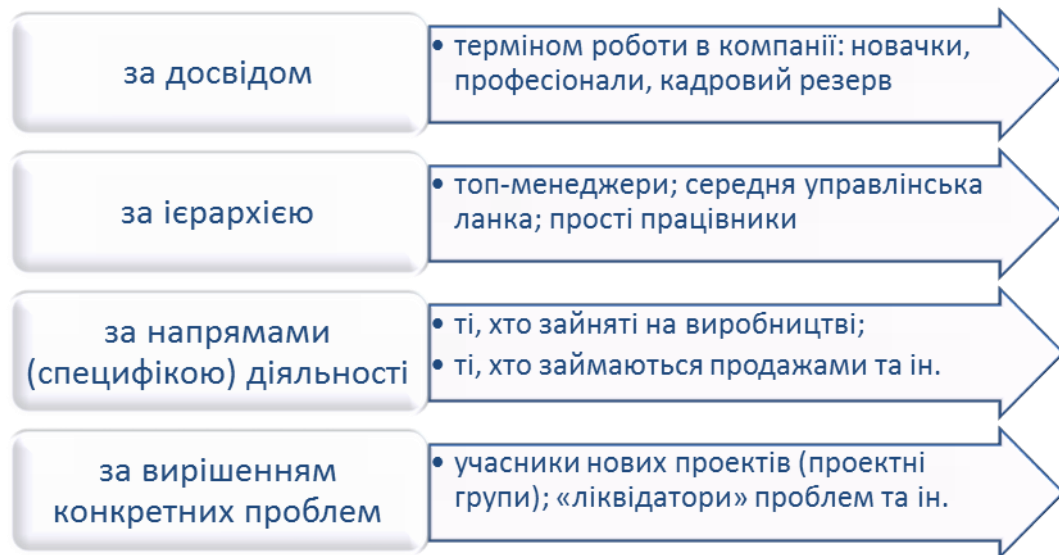 за досвідом
• терміном роботи в компанії: новачки,
професіонали, кадровий резерв
за ієрархією
• топ-менеджери; середня управлінська
ланка; прості працівники
за напрямами
(специфікою) діяльності
• ті, хто зайняті на виробництві;
• ті, хто займаються продажами та ін.
за вирішенням
конкретних проблем
• учасники нових проектів (проектні
групи); «ліквідатори» проблем та ін.